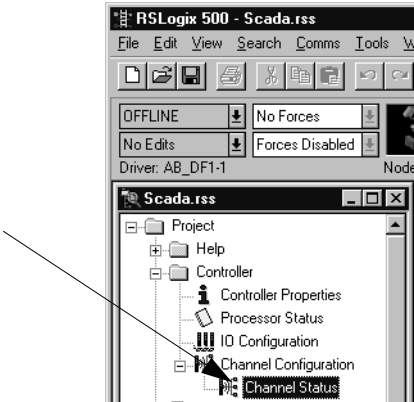 RSLogix 500 - Scada.rss
File Edit View Search Comms Tools
OFFLINE No Forces
No Edits Forces Disabled
Driver: AB_DF1-1 Node
Scada.rss
Project
Help
Controller
Controller Properties
Processor Status
IO Configuration
Channel Configuration
Channel Status